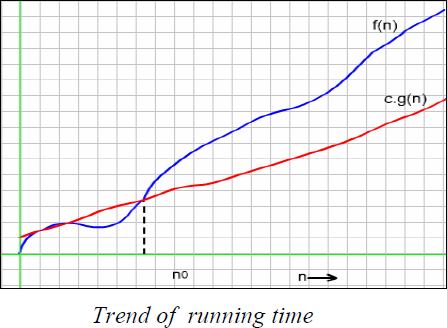 f(n)
c.g(n)
n0
n
Trend of running time